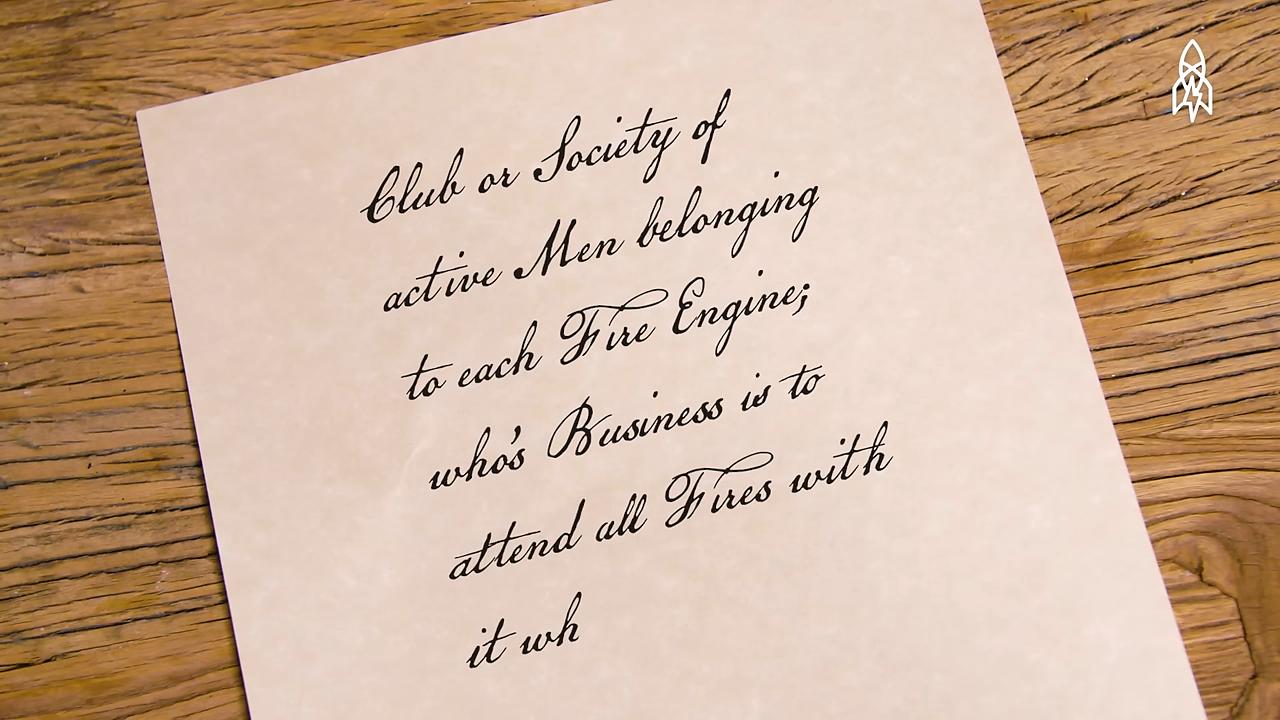 Club or Society of
active Men belonging
to each Fire Engine;
who's Business is to
attend all Fires with
it wh